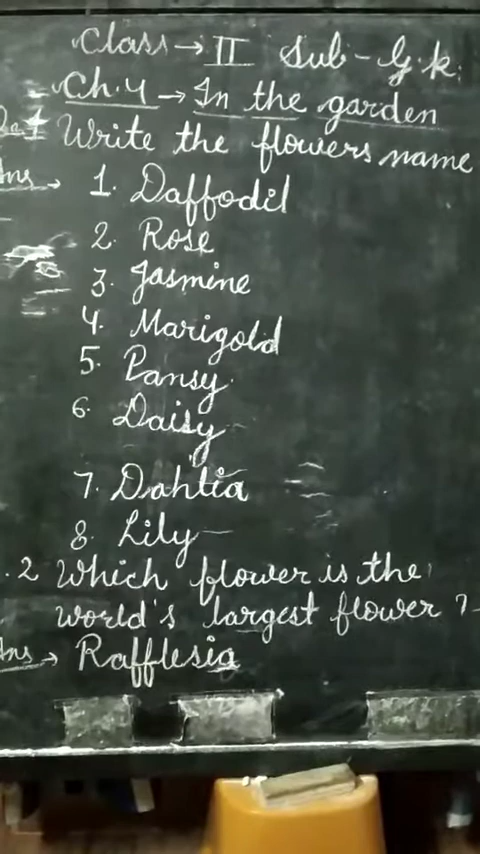 Class → II Sub - G.K.
Ch.4 → In the garden
Q.1 Write the flowers name
Ans → 1. Daffodil
2. Rose
3. Jasmine
4. Marigold
5. Pansy
6. Daisy
7. Dahlia
8. Lily
.2 Which flower is the
world's largest flower ?
Ans → Rafflesia